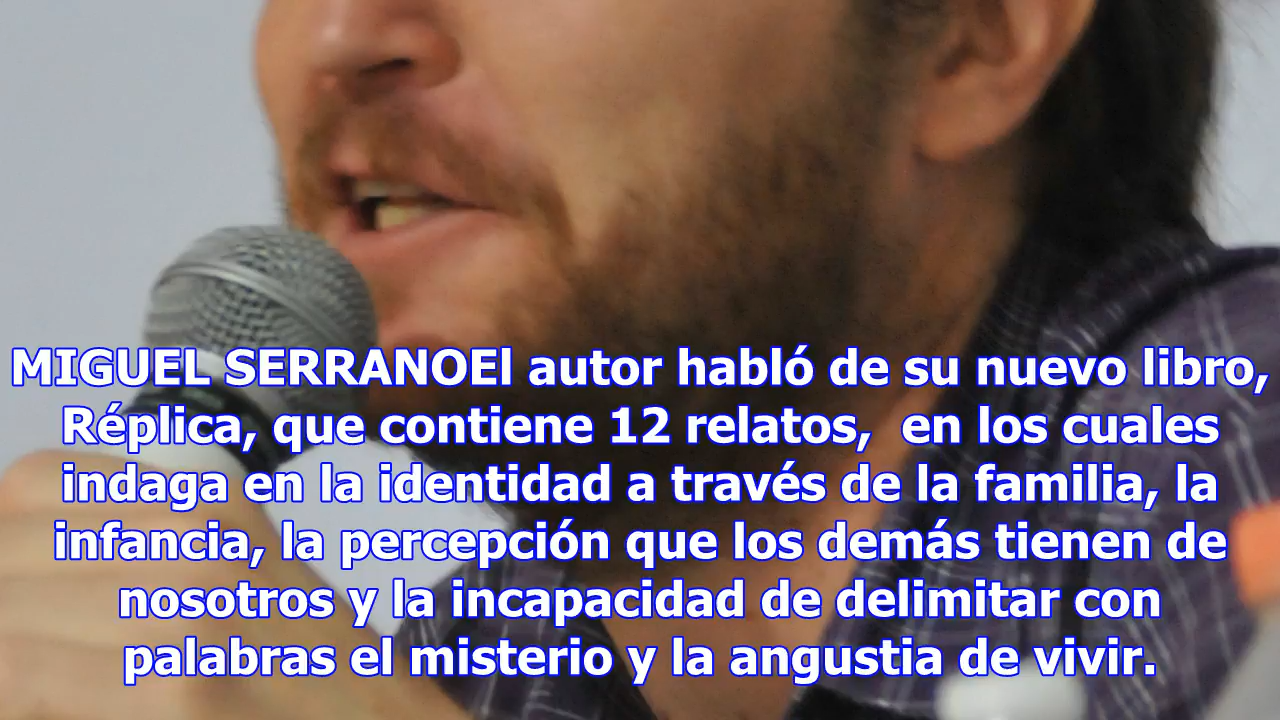 MIGUEL SERRANOEl autor habló de su nuevo libro,
Réplica, que contiene 12 relatos,  en los cuales
indaga en la identidad a través de la familia, la
infancia, la percepción que los demás tienen de
nosotros y la incapacidad de delimitar con
palabras el misterio y la angustia de vivir.